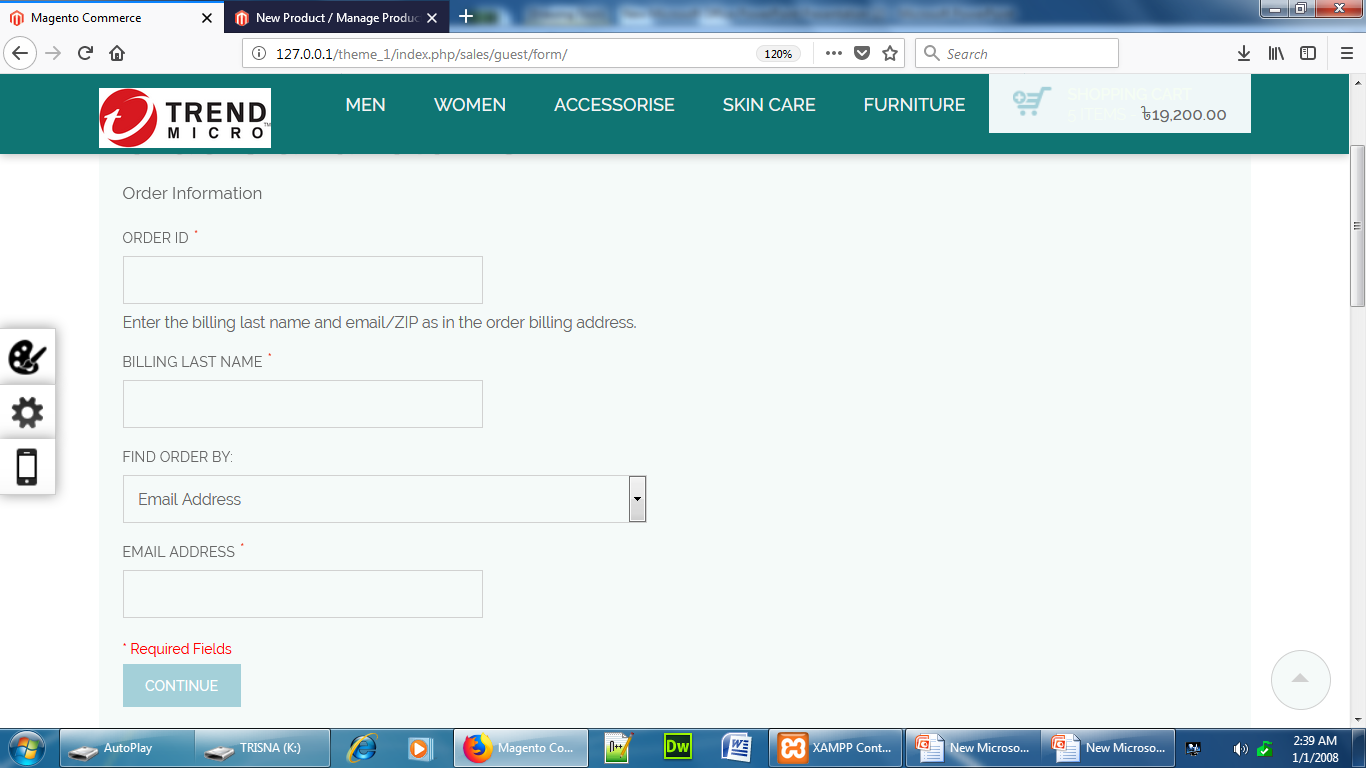 Magento Commerce
New Product / Manage Produc
127.0.0.1/theme_1/index.php/sales/guest/form/
120%
Search
TREND
MICRO
TM
MEN
WOMEN
ACCESSORISE
SKIN CARE
FURNITURE
SHOPPING CART
ITEMS
৳19,200.00
Order Information
ORDER ID *
Enter the billing last name and email/ZIP as in the order billing address.
BILLING LAST NAME *
FIND ORDER BY:
Email Address
EMAIL ADDRESS *
* Required Fields
CONTINUE
AutoPlay
TRISNA (K:)
Magento Co...
Dw
XAMPP Cont...
New Microso...
New Microso...
2:39 AM
1/1/2008